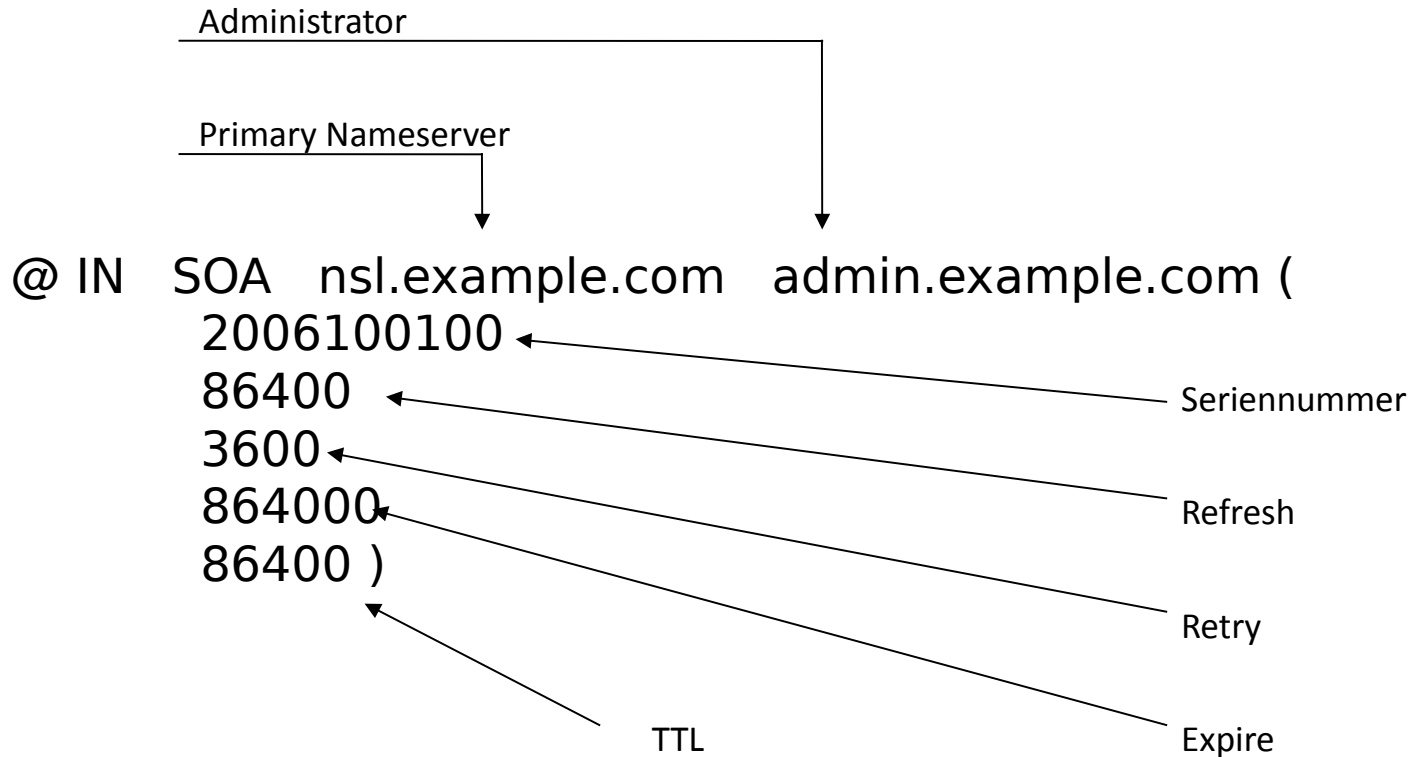 Administrator
Primary Nameserver
@ IN SOA nsl.example.com admin.example.com (
2006100100
86400
3600
864000
86400 )
Seriennummer
Refresh
Retry
TTL
Expire